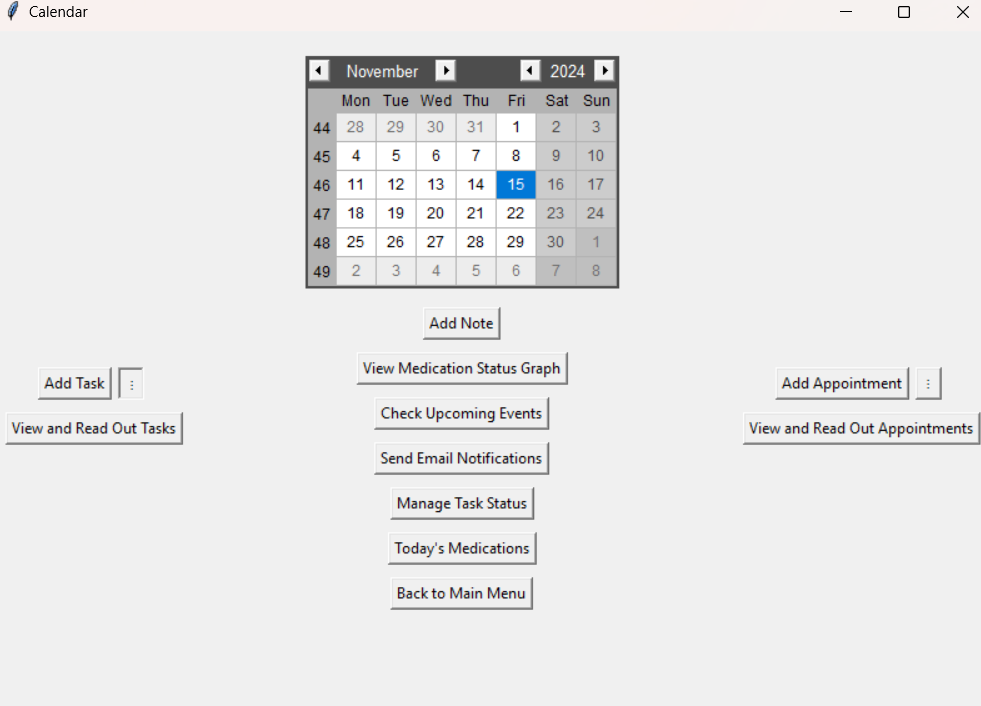 Calendar
November 2024
Mon Tue Wed Thu Fri Sat Sun
44 28 29 30 31 1 2 3
45 4 5 6 7 8 9 10
46 11 12 13 14 15 16 17
47 18 19 20 21 22 23 24
48 25 26 27 28 29 30 1
49 2 3 4 5 6 7 8
Add Note
View Medication Status Graph
Add Task ⋮
Add Appointment ⋮
Check Upcoming Events
View and Read Out Tasks
View and Read Out Appointments
Send Email Notifications
Manage Task Status
Today's Medications
Back to Main Menu